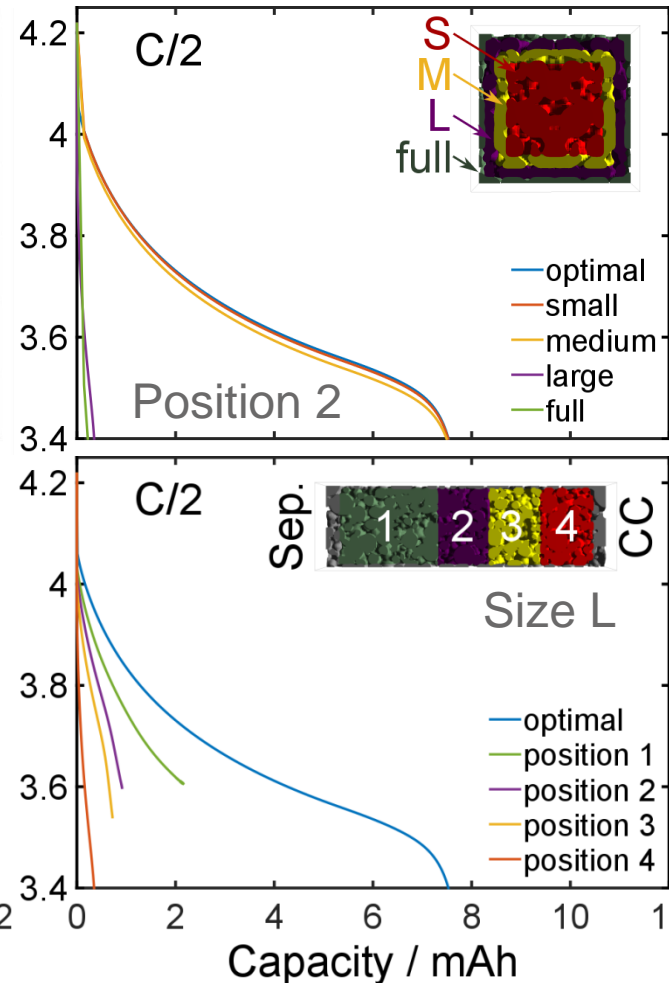 4.2
C/2
S
M
L
full
4
3.8
3.6
3.4
optimal
small
medium
large
full
Position 2
4.2
C/2
Sep.
1 2 3 4
CC
Size L
4
3.8
3.6
3.4
optimal
position 1
position 2
position 3
position 4
2 0 2 4 6 8 10 1
Capacity / mAh